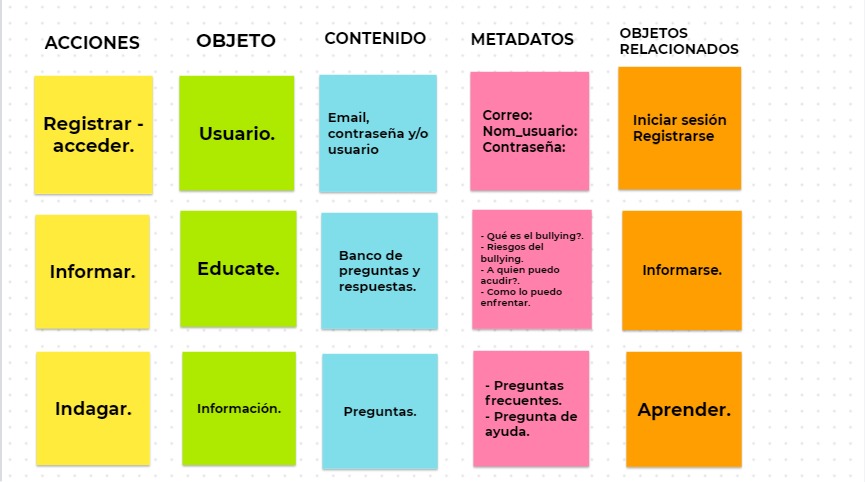 ACCIONES
OBJETO
CONTENIDO
METADATOS
OBJETOS
RELACIONADOS
Registrar -
acceder.
Usuario.
Email,
contraseña y/o
usuario
Correo:
Nom_usuario:
Contraseña:
Iniciar sesión
Registrarse
Informar.
Educate.
Banco de
preguntas y
respuestas.
- Qué es el bullying?.
- Riesgos del
bullying.
- A quien puedo
acudir?.
- Como lo puedo
enfrentar.
Informarse.
Indagar.
Información.
Preguntas.
- Preguntas
frecuentes.
- Pregunta de
ayuda.
Aprender.